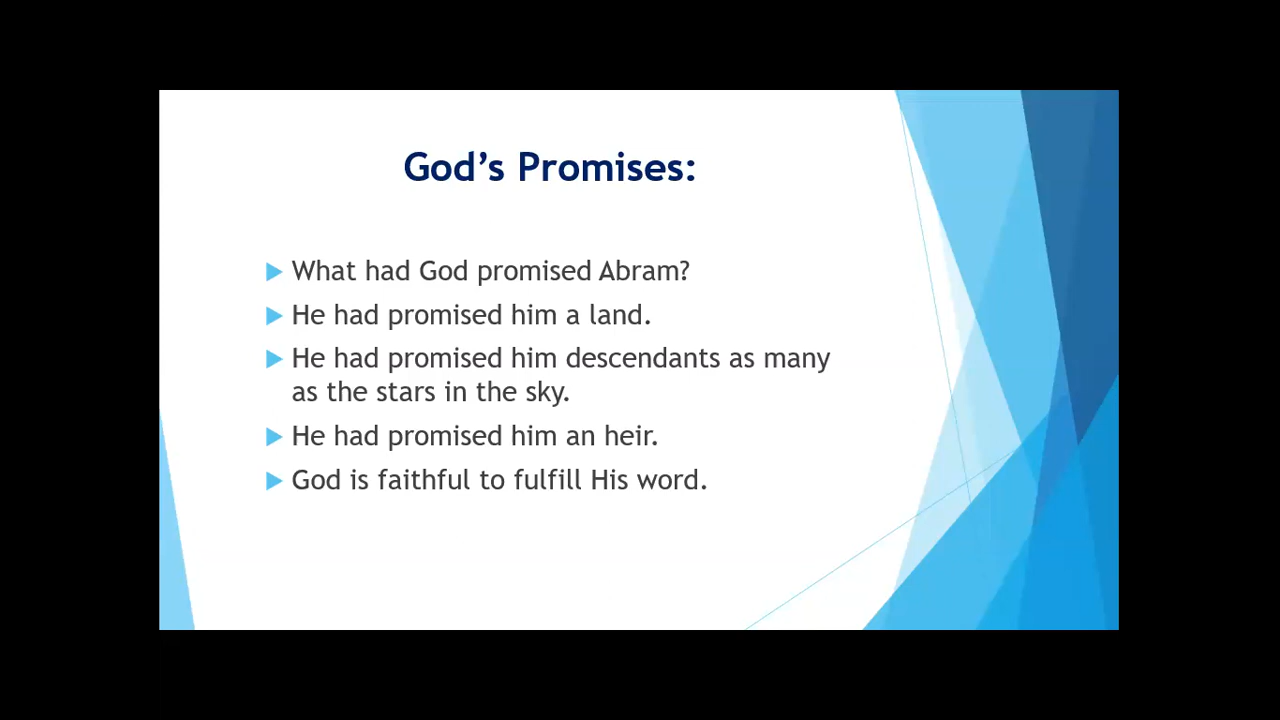 God’s Promises:
What had God promised Abram?
He had promised him a land.
He had promised him descendants as many
as the stars in the sky.
He had promised him an heir.
God is faithful to fulfill His word.